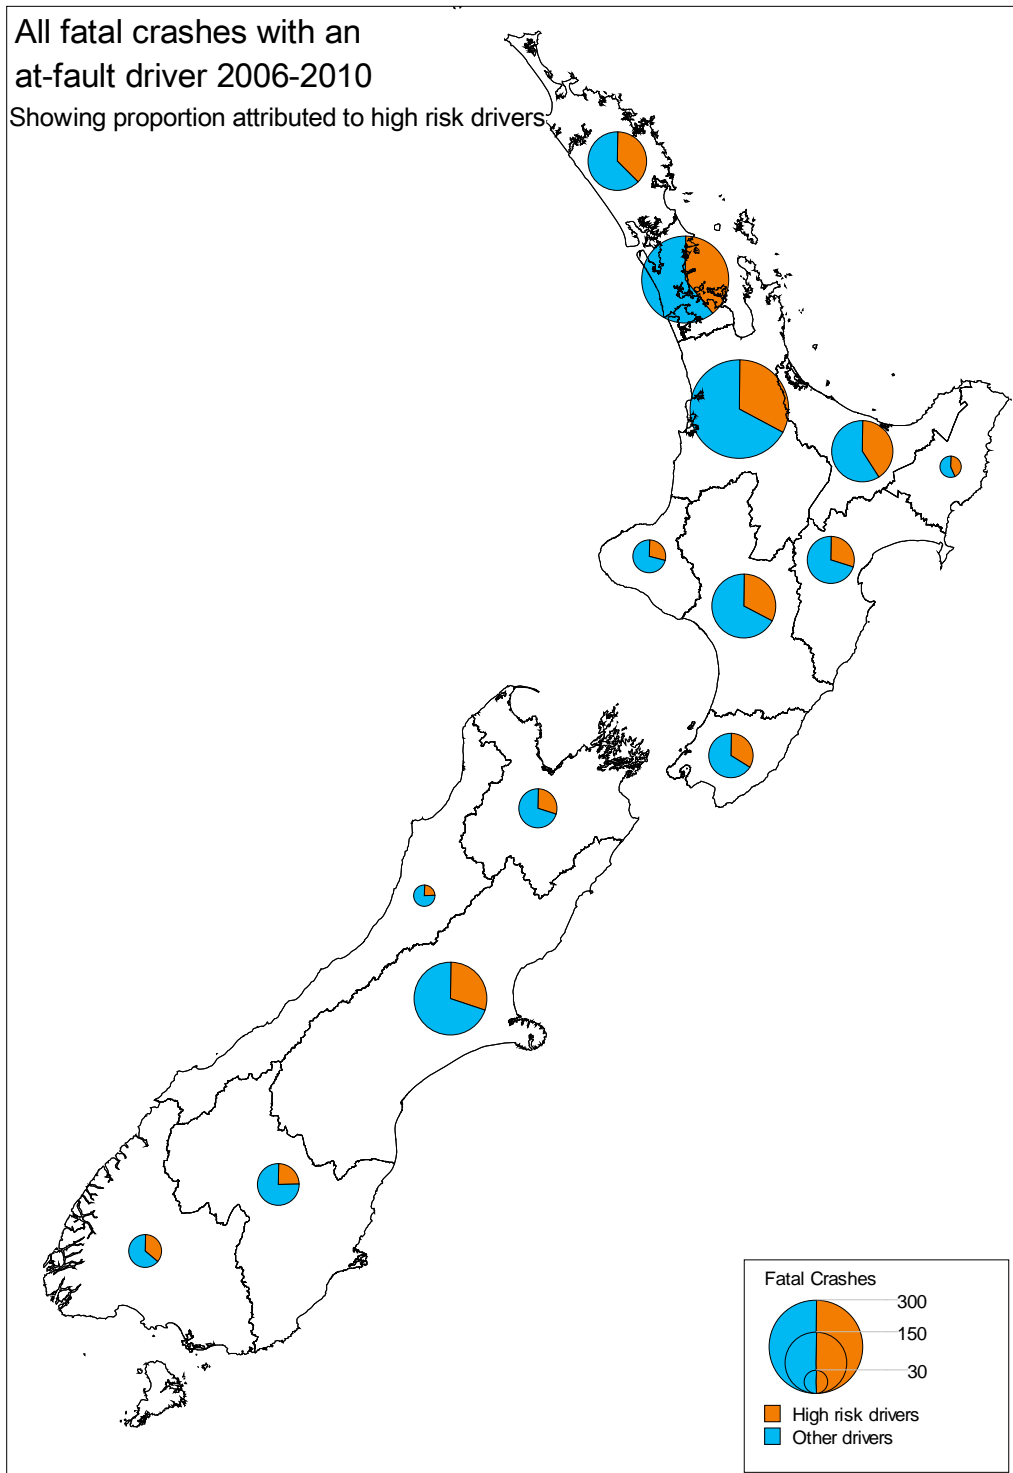 All fatal crashes with an
at-fault driver 2006-2010
Showing proportion attributed to high risk drivers
Fatal Crashes
300
150
30
High risk drivers
Other drivers